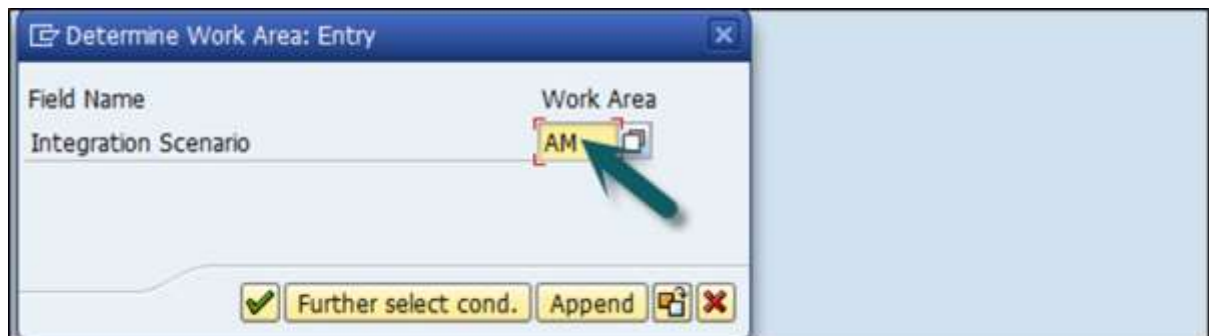 Determine Work Area: Entry
Field Name Work Area
Integration Scenario AM
Further select cond. Append